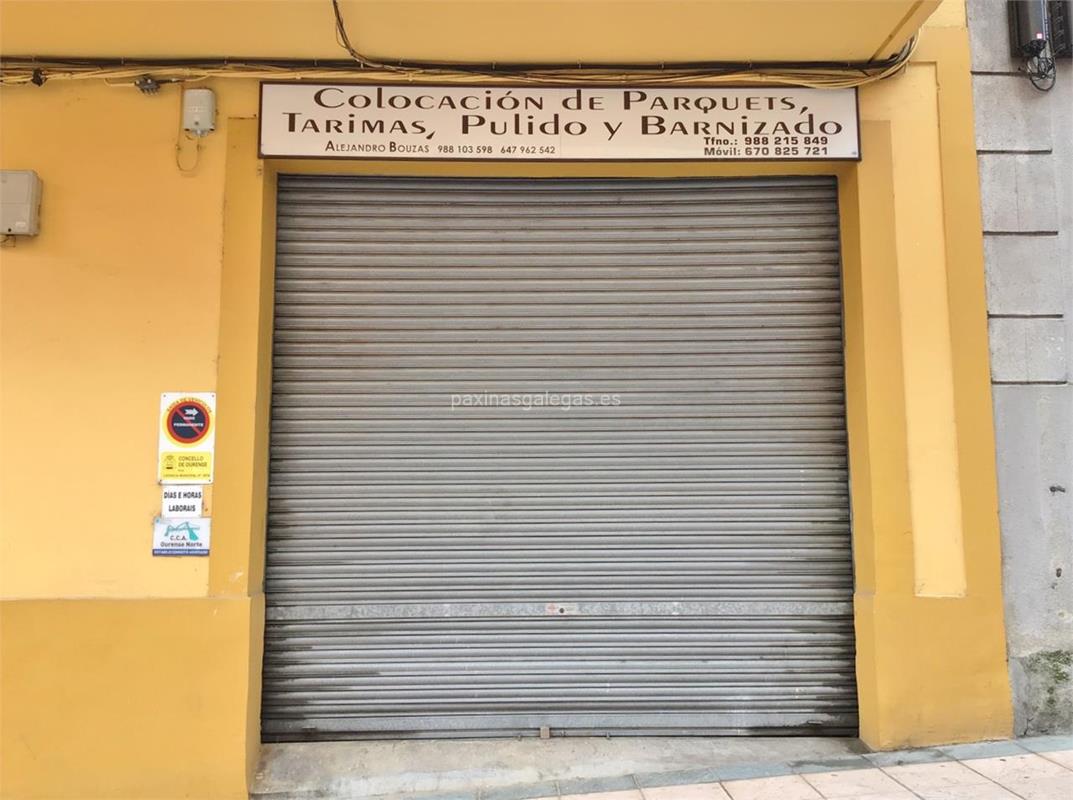 Colocación de Parquets,
Tarimas, Pulido y Barnizado
Alejandro Bouzas 988 103 598 647 962 542
Tfno.: 988 215 849
Móvil: 670 825 721
paxinasgalegas.es
PERMANENTE
CONCELLO
DE OURENSE
DÍAS E HORAS
LABORAIS
C.C.A.
Ourense Norte